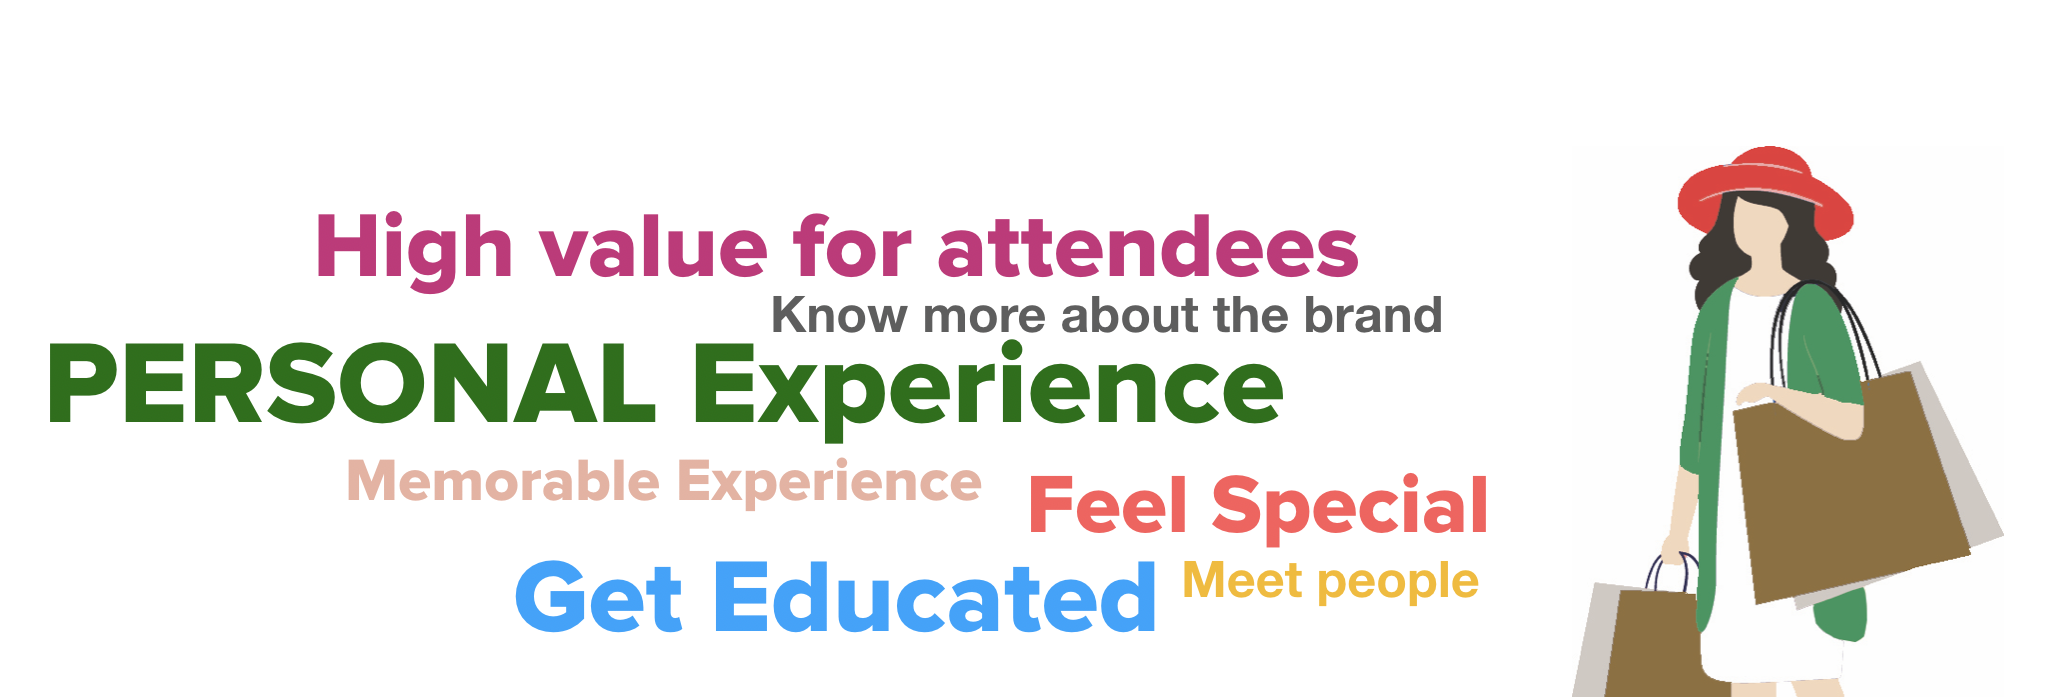 High value for attendees
Know more about the brand
PERSONAL Experience
Memorable Experience
Feel Special
Get Educated
Meet people